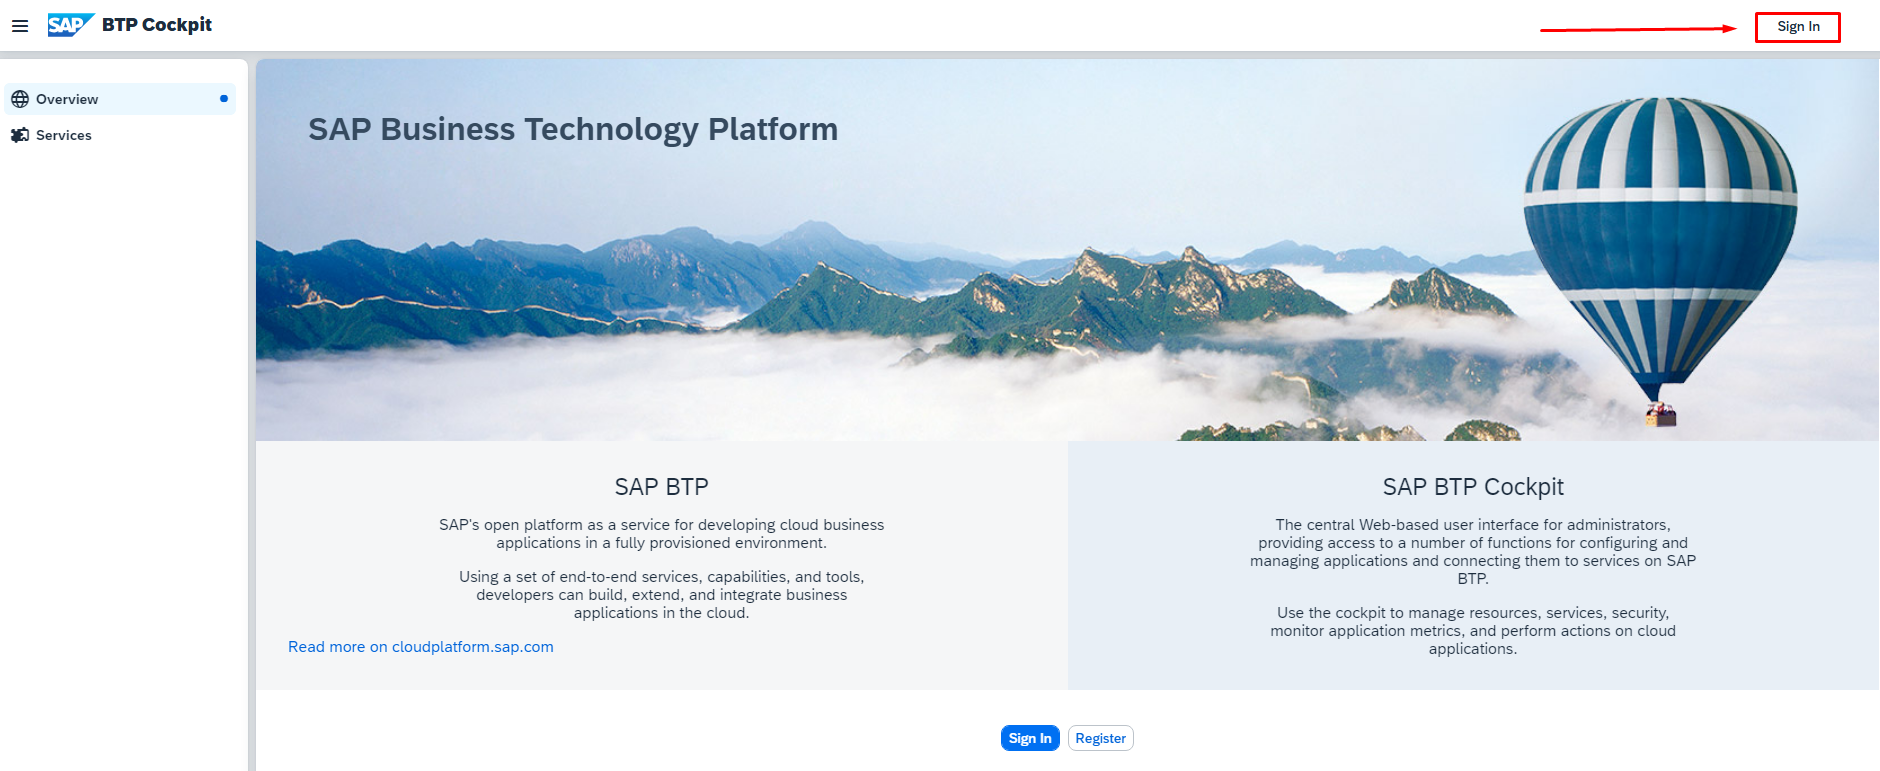 SAP BTP Cockpit
Sign In
Overview
Services
SAP Business Technology Platform
SAP BTP
SAP's open platform as a service for developing cloud business
applications in a fully provisioned environment.
Using a set of end-to-end services, capabilities, and tools,
developers can build, extend, and integrate business
applications in the cloud.
Read more on cloudplatform.sap.com
SAP BTP Cockpit
The central Web-based user interface for administrators,
providing access to a number of functions for configuring and
managing applications and connecting them to services on SAP
BTP.
Use the cockpit to manage resources, services, security,
monitor application metrics, and perform actions on cloud
applications.
Sign In
Register